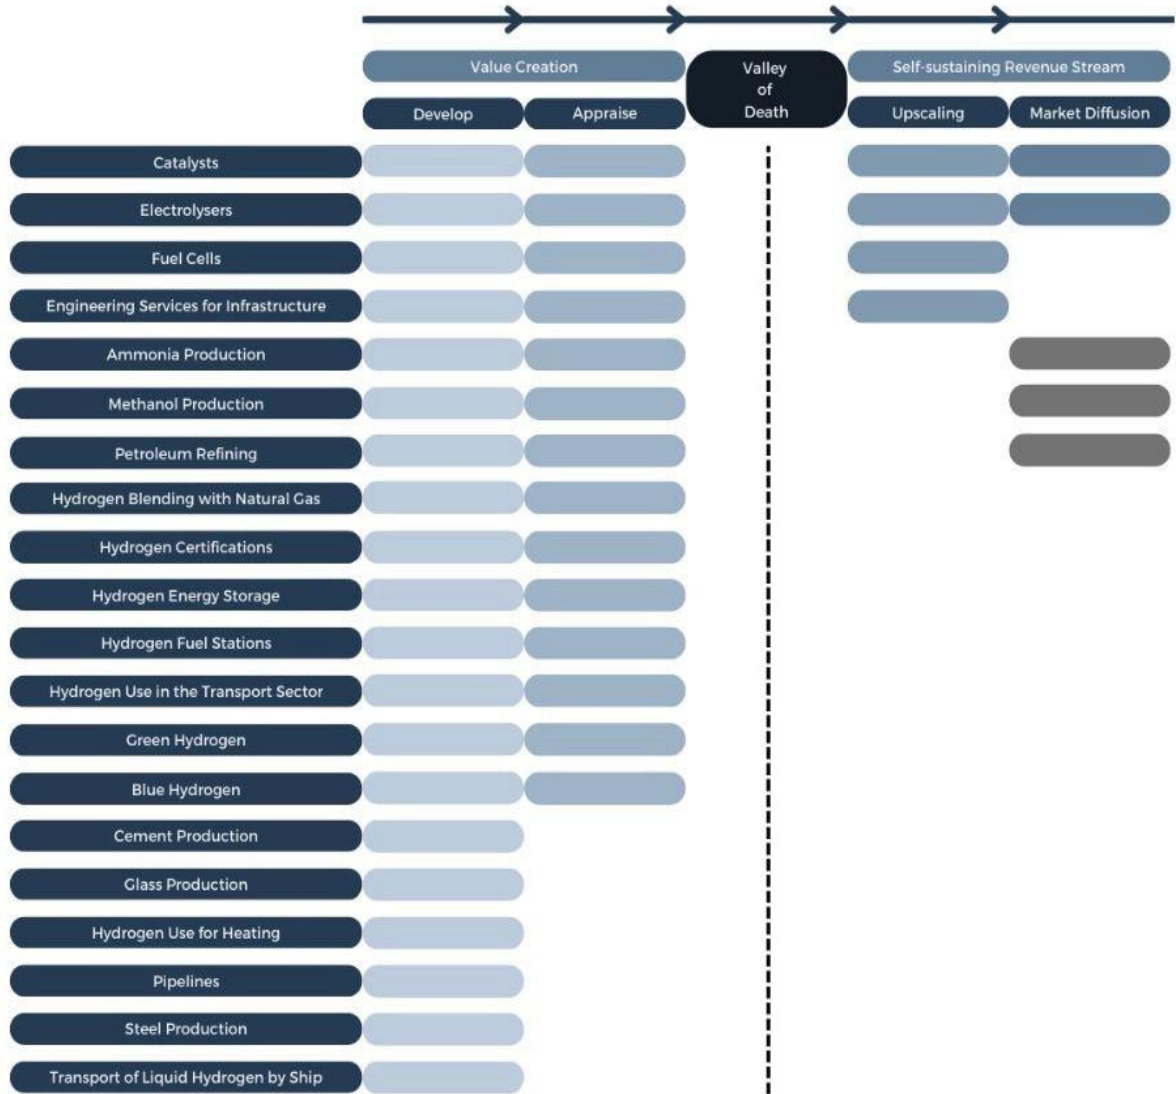 Value Creation
Valley
of
Death
Self-sustaining Revenue Stream
Develop
Appraise
Upscaling
Market Diffusion
Catalysts
Electrolysers
Fuel Cells
Engineering Services for Infrastructure
Ammonia Production
Methanol Production
Petroleum Refining
Hydrogen Blending with Natural Gas
Hydrogen Certifications
Hydrogen Energy Storage
Hydrogen Fuel Stations
Hydrogen Use in the Transport Sector
Green Hydrogen
Blue Hydrogen
Cement Production
Glass Production
Hydrogen Use for Heating
Pipelines
Steel Production
Transport of Liquid Hydrogen by Ship